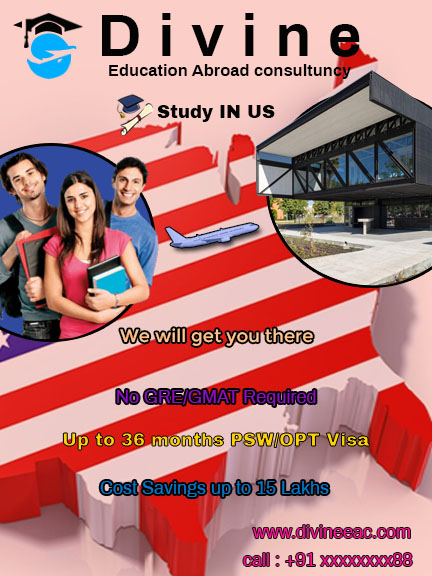 Divine
Education Abroad consultuncy
Study IN US
We will get you there
No GRE/GMAT Required
Up to 36 months PSW/OPT Visa
Cost Savings up to 15 Lakhs
www.divineeac.com
call : +91 xxxxxxxx88